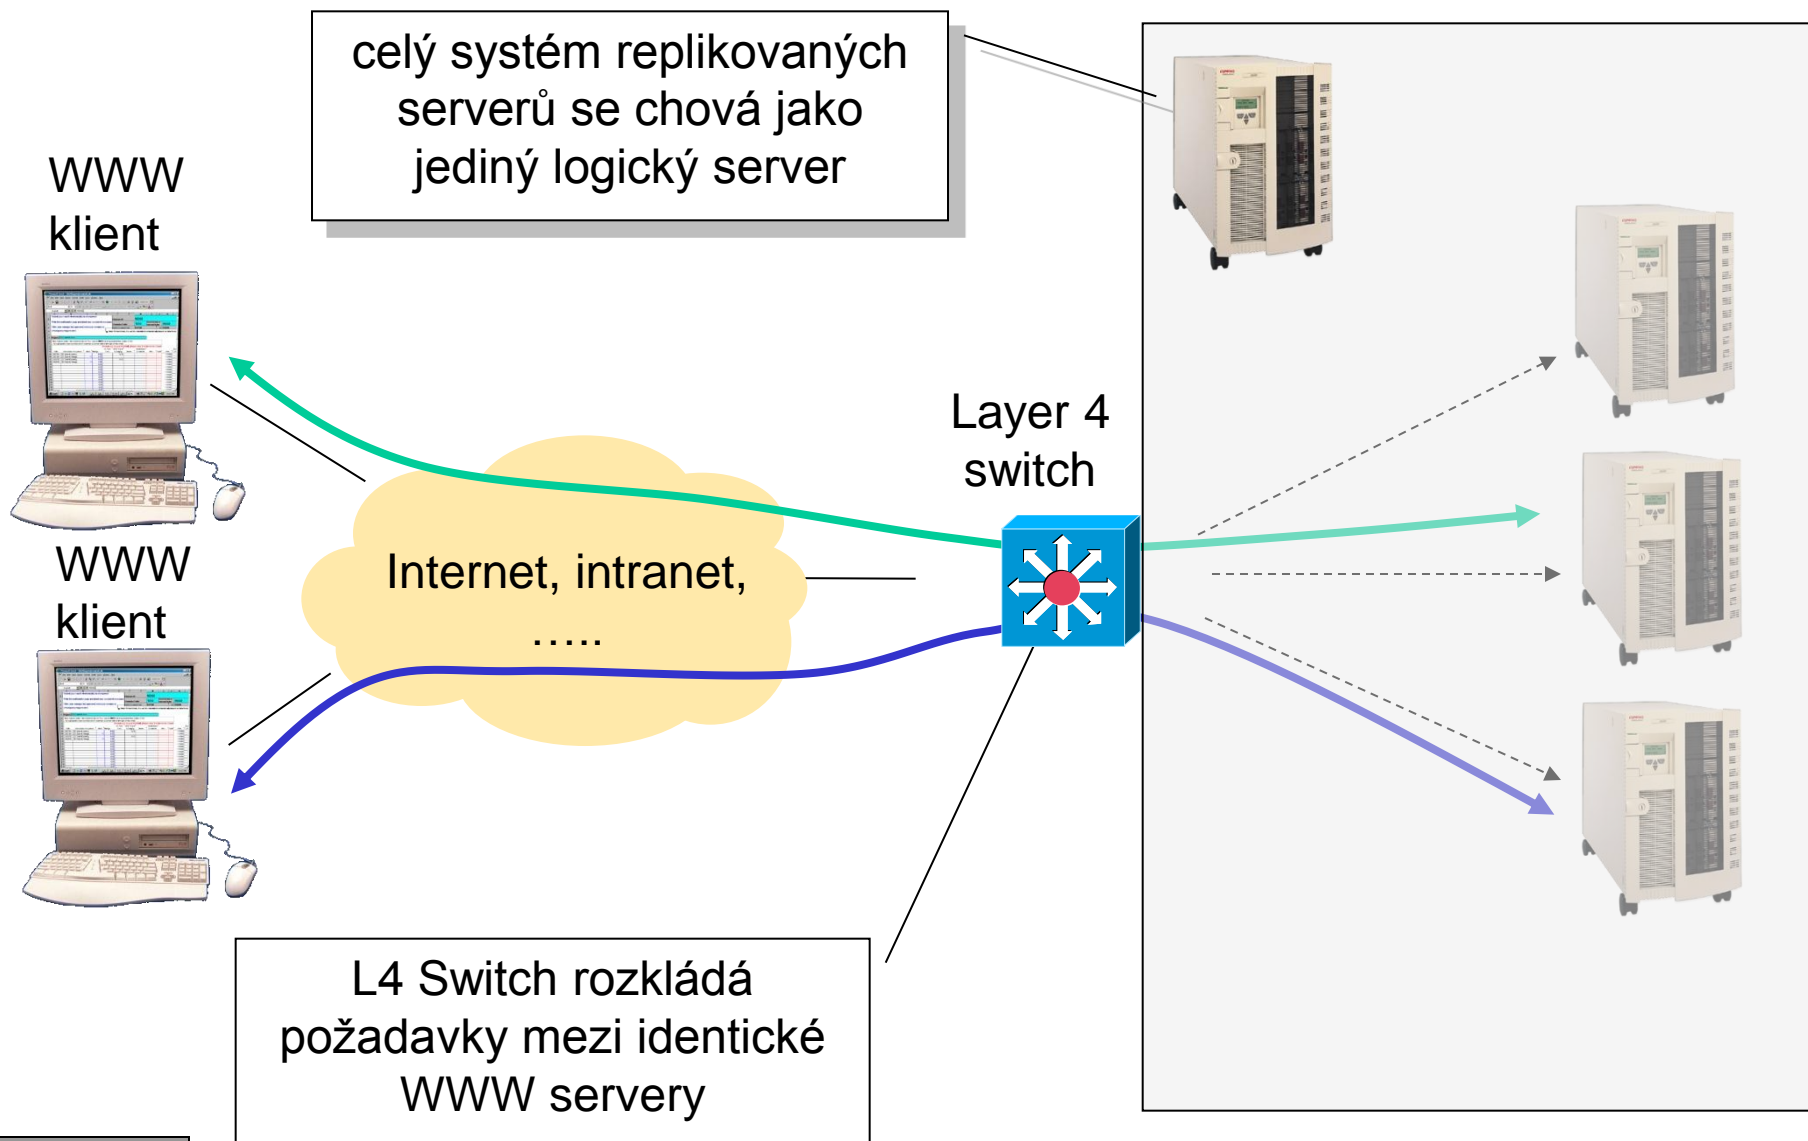 celý systém replikovaných
serverů se chová jako
jediný logický server
WWW
klient
Layer 4
switch
Internet, intranet,
.....
WWW
klient
L4 Switch rozkládá
požadavky mezi identické
WWW servery